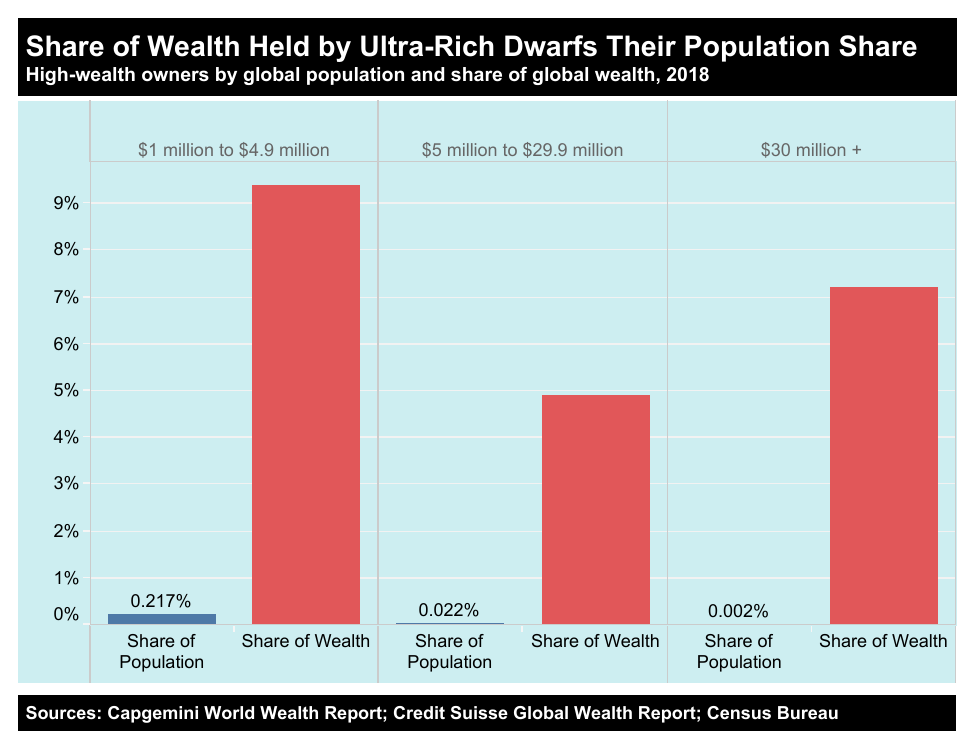 Share of Wealth Held by Ultra-Rich Dwarfs Their Population Share
High-wealth owners by global population and share of global wealth, 2018
$1 million to $4.9 million
$5 million to $29.9 million
$30 million +
9%
8%
7%
6%
5%
4%
3%
2%
1%
0%
0.217%
0.022%
0.002%
Share of
Population
Share of Wealth
Share of
Population
Share of Wealth
Share of
Population
Share of Wealth
Sources: Capgemini World Wealth Report; Credit Suisse Global Wealth Report; Census Bureau